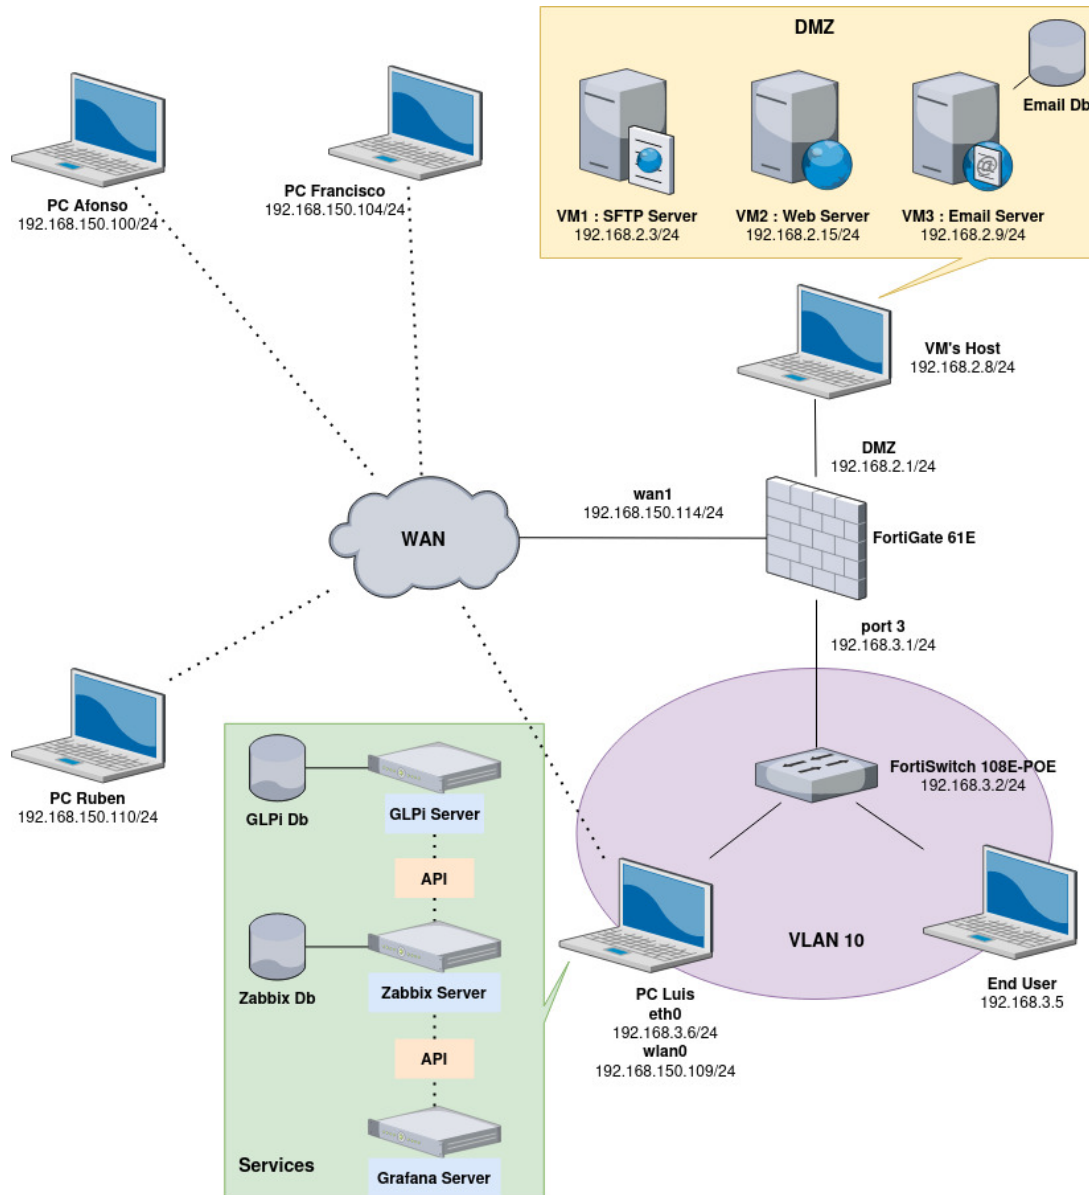 DMZ
Email Db
VM1 : SFTP Server
192.168.2.3/24
VM2 : Web Server
192.168.2.15/24
VM3 : Email Server
192.168.2.9/24
PC Afonso
192.168.150.100/24
PC Francisco
192.168.150.104/24
VM's Host
192.168.2.8/24
DMZ
192.168.2.1/24
wan1
192.168.150.114/24
WAN
FortiGate 61E
port 3
192.168.3.1/24
PC Ruben
192.168.150.110/24
FortiSwitch 108E-POE
192.168.3.2/24
GLPi Db
GLPi Server
API
Zabbix Db
Zabbix Server
API
Grafana Server
Services
VLAN 10
PC Luis
eth0
192.168.3.6/24
wlan0
192.168.150.109/24
End User
192.168.3.5